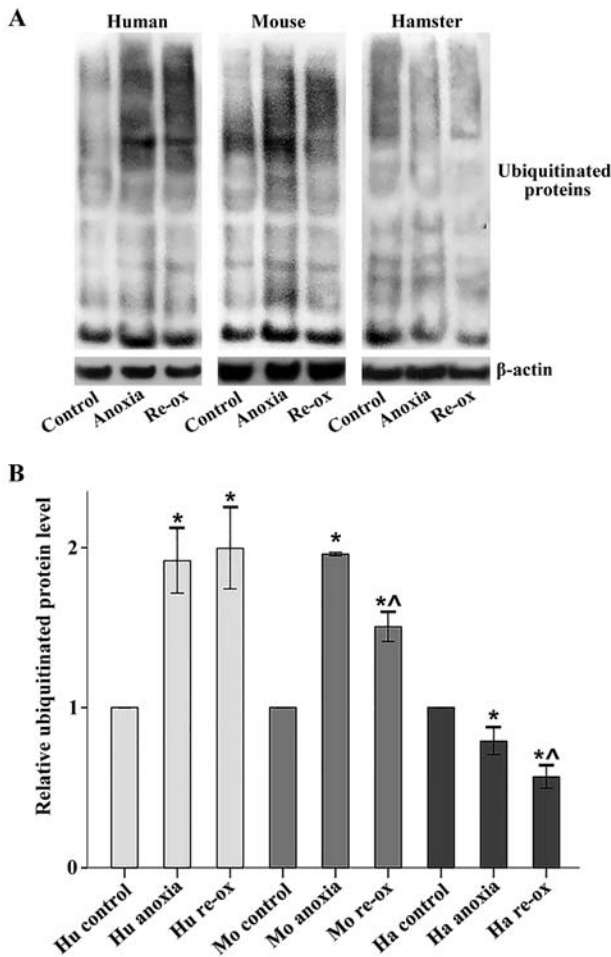 A
Human Mouse Hamster
Ubiquitinated
proteins
β-actin
Control Anoxia Re-ox Control Anoxia Re-ox Control Anoxia Re-ox
B
Relative ubiquitinated protein level
2
1
0
* * * *^ * *^
Hu control Hu anoxia Hu re-ox Mo control Mo anoxia Mo re-ox Ha control Ha anoxia Ha re-ox